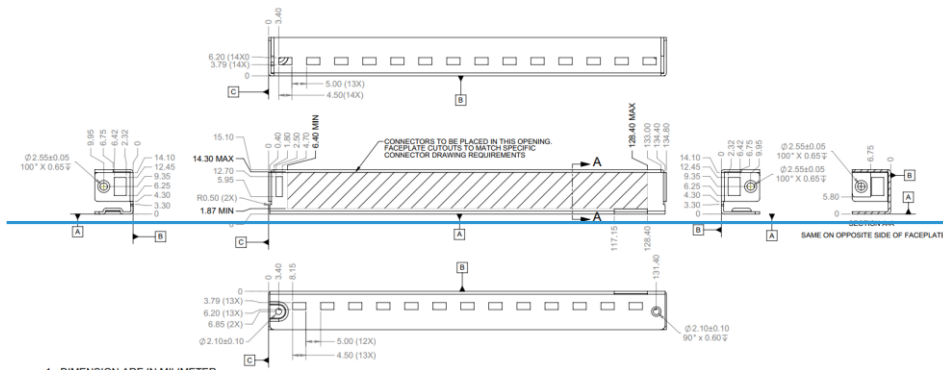 0
3.40
6.20 (14X0
3.79 (14X)
0
5.00 (13X)
4.50(14X)
C
B
15.10
0
0.40
1.80
2.50
4.70
6.40 MIN
CONNECTORS TO BE PLACED IN THIS OPENING.
FACEPLATE CUTOUTS TO MATCH SPECIFIC
CONNECTOR DRAWING REQUIREMENTS
128.40 MAX
133.00
134.40
134.80
14.30 MAX
12.70
5.95
R0.50 (2X)
1.87 MIN
A
A
117.15
128.40
C
A
9.95
6.75
6.42
2.32
0
Ø2.55±0.05
100° X 0.65
14.10
12.45
9.35
6.25
4.30
3.30
0
A
B
0
2.32
6.42
6.75
9.95
14.10
12.45
9.35
6.25
4.30
3.30
0
Ø2.55±0.05
100° X 0.65
B
A
Ø2.55±0.05
100° X 0.65
6.75
0
5.80
B
A
SAME ON OPPOSITE SIDE OF FACEPLATE
0
3.40
8.15
B
131.40
0
3.79 (13X)
6.20 (13X)
6.85 (2X)
Ø2.10±0.10
5.00 (12X)
4.50 (13X)
C
Ø2.10±0.10
90° X 0.60